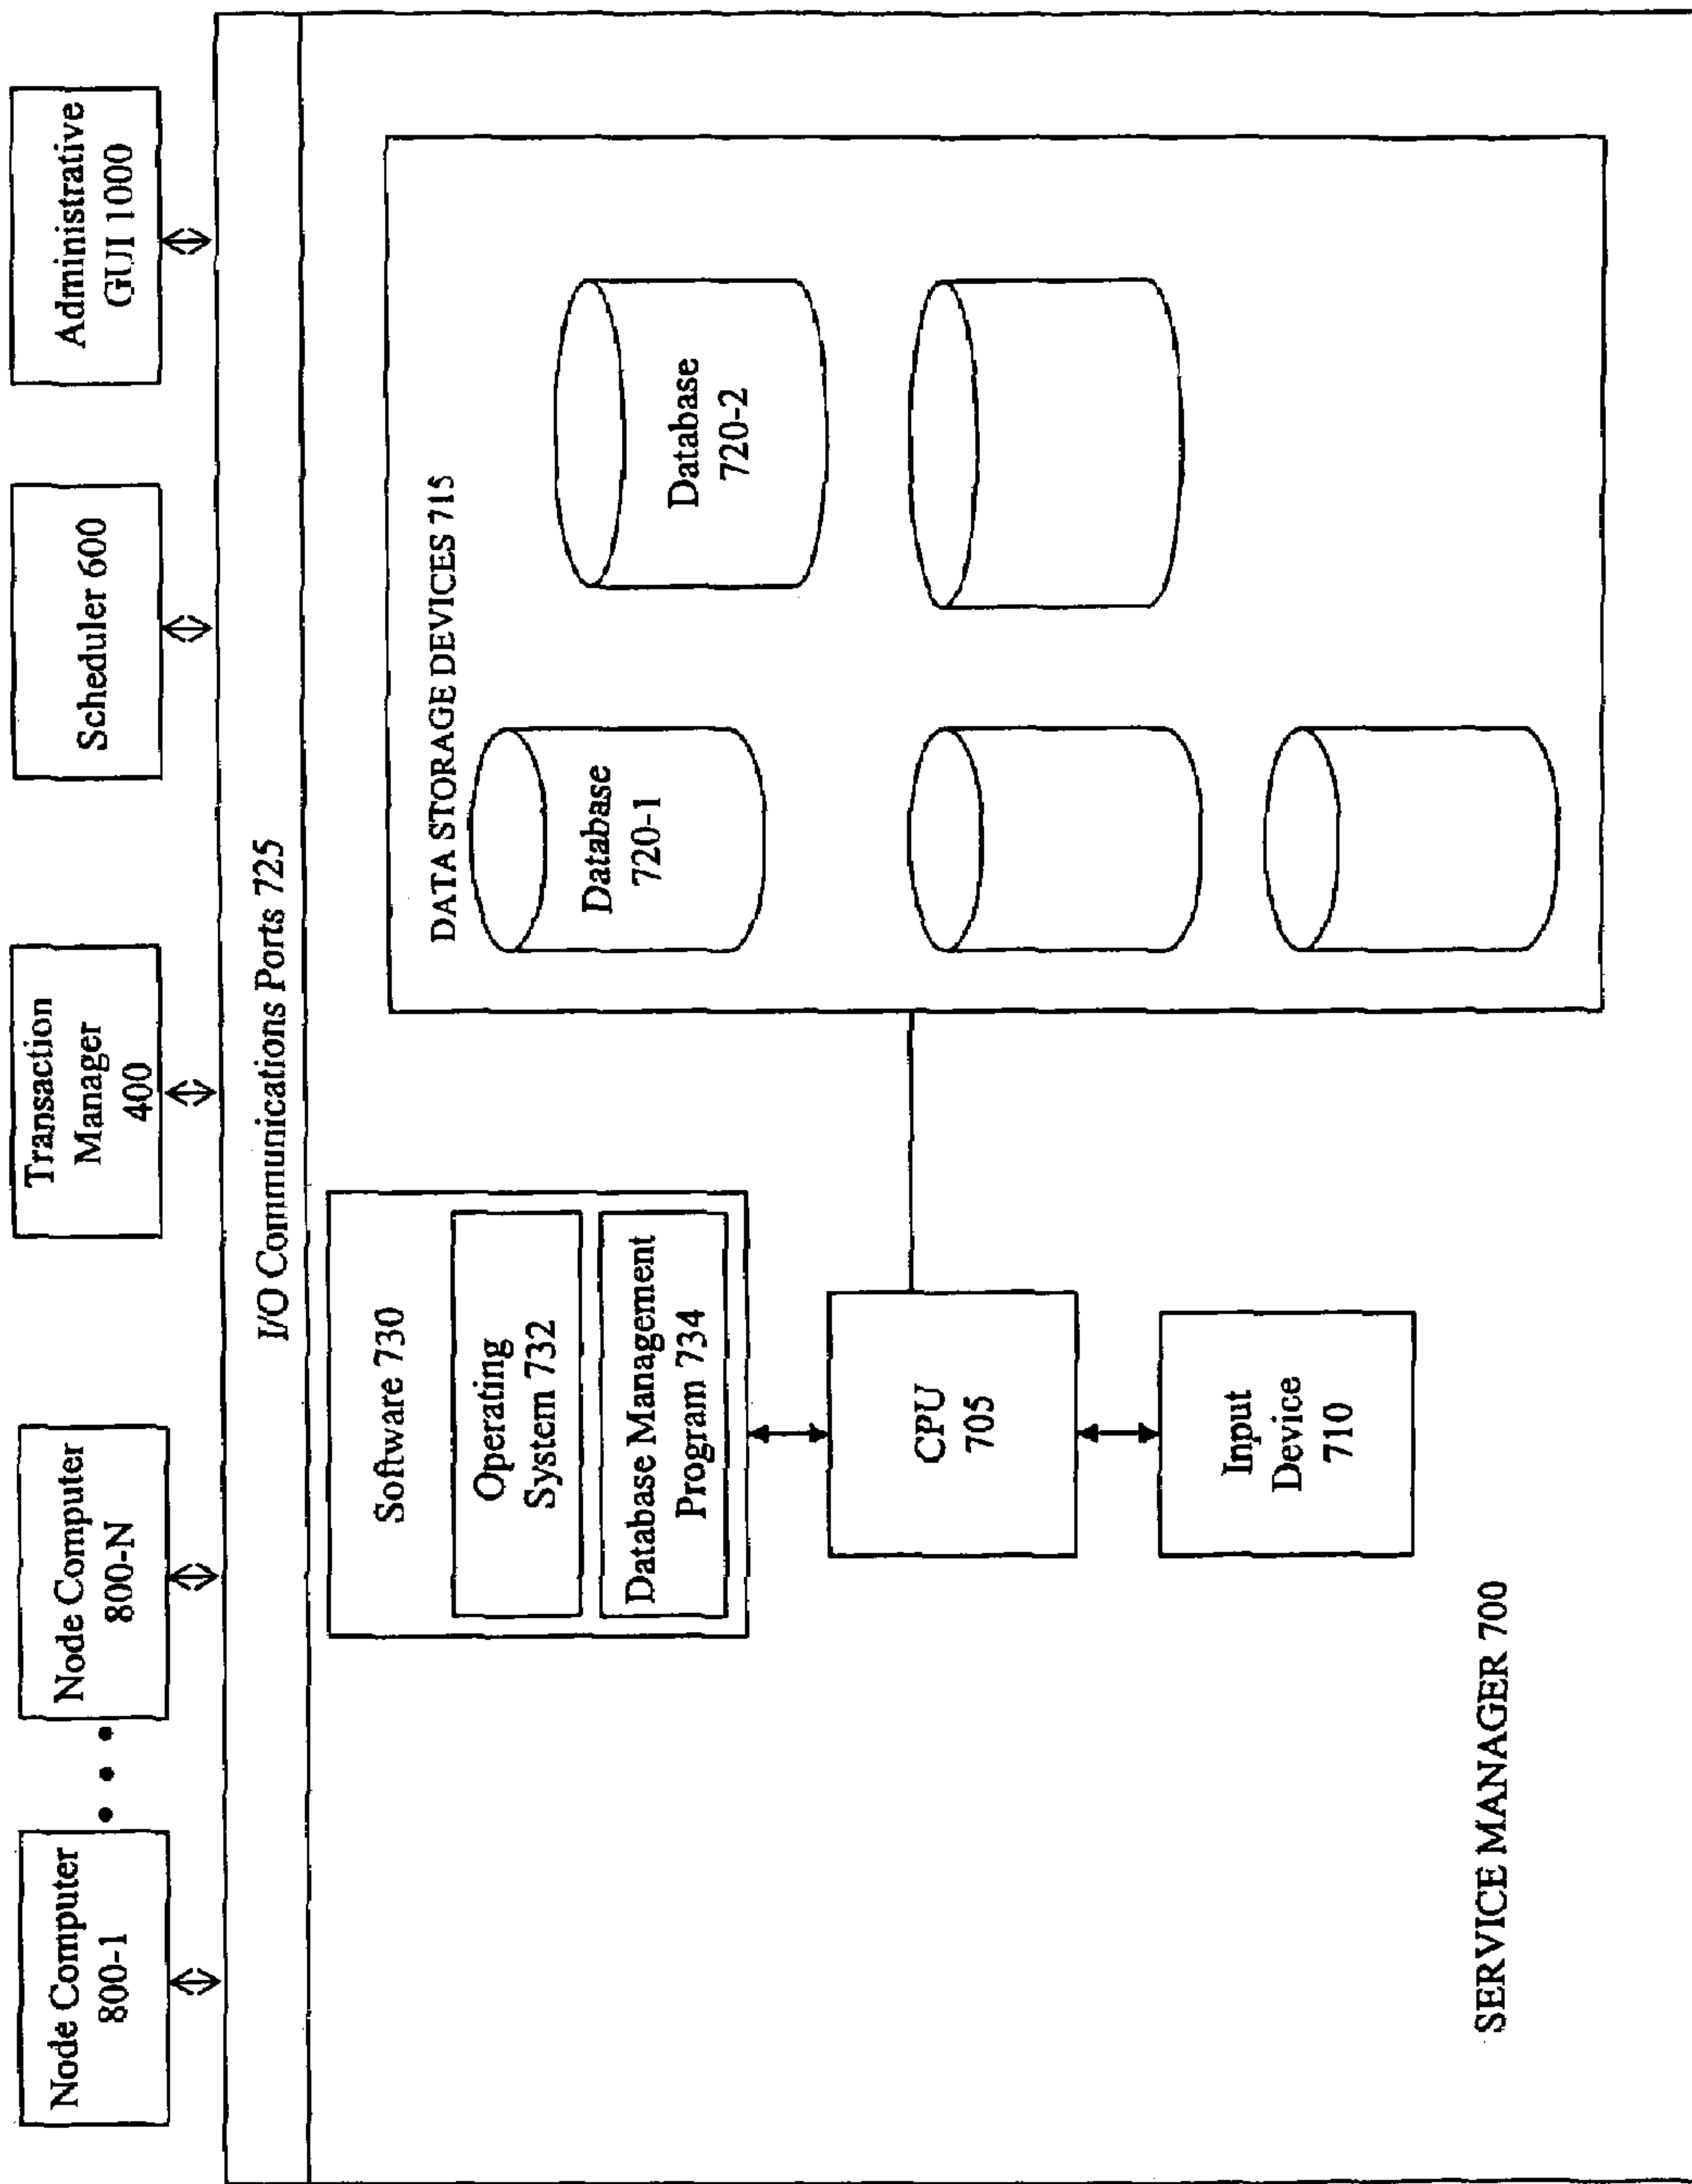 Node Computer
800-1
• • •
Node Computer
800-N
Transaction
Manager
400
Scheduler 600
Administrative
GUI 1000
I/O Communications Ports 725
Software 730
Operating
System 732
Database Management
Program 734
CPU
705
Input
Device
710
DATA STORAGE DEVICES 715
Database
720-1
Database
720-2
SERVICE MANAGER 700